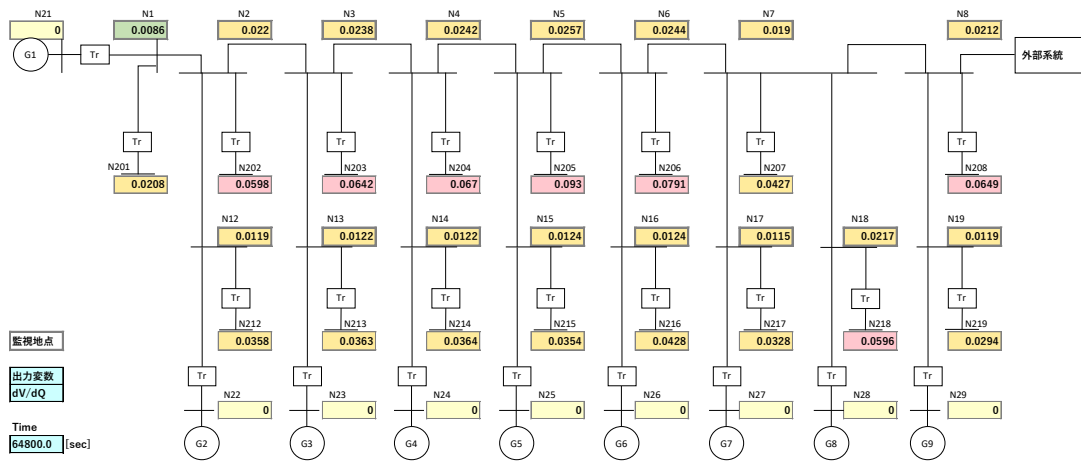 N21 N1 N2 N3 N4 N5 N6 N7 N8
0 0.0086 0.022 0.0238 0.0242 0.0257 0.0244 0.019 0.0212
G1 Tr 外部系統
Tr Tr Tr Tr Tr Tr Tr Tr
N201 N202 N203 N204 N205 N206 N207 N208
0.0208 0.0598 0.0642 0.067 0.093 0.0791 0.0427 0.0649
N12 N13 N14 N15 N16 N17 N18 N19
0.0119 0.0122 0.0122 0.0124 0.0124 0.0115 0.0217 0.0119
Tr Tr Tr Tr Tr Tr Tr Tr
N212 N213 N214 N215 N216 N217 N218 N219
監視地点 0.0358 0.0363 0.0364 0.0354 0.0428 0.0328 0.0596 0.0294
出力変数 Tr Tr Tr Tr Tr Tr Tr Tr
dV/dQ
N22 N23 N24 N25 N26 N27 N28 N29
0 0 0 0 0 0 0 0
Time
64800.0 [sec] G2 G3 G4 G5 G6 G7 G8 G9